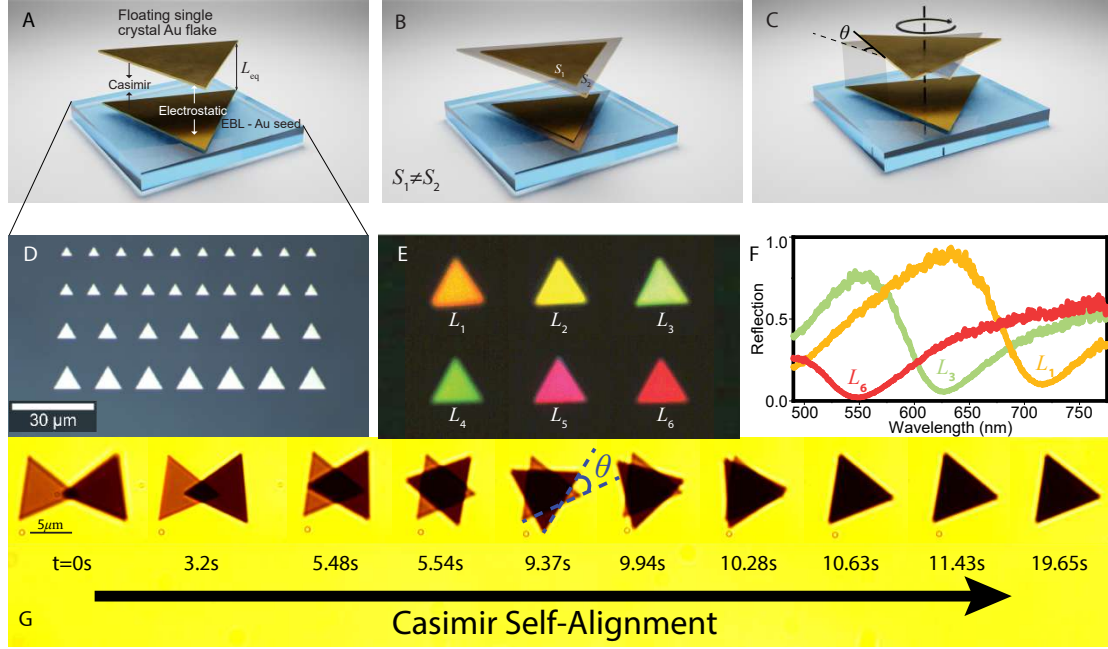 A
Floating single
crystal Au flake
Casimir
L_eq
Electrostatic
EBL - Au seed
B
S_1
S_2
S_1≠S_2
C
θ
D
30 μm
E
L_1
L_2
L_3
L_4
L_5
L_6
F
Reflection
1.0
0.5
0.0
L_6
L_3
L_1
500
550
600
650
700
750
Wavelength (nm)
θ
5μm
t=0s
3.2s
5.48s
5.54s
9.37s
9.94s
10.28s
10.63s
11.43s
19.65s
G
Casimir Self-Alignment